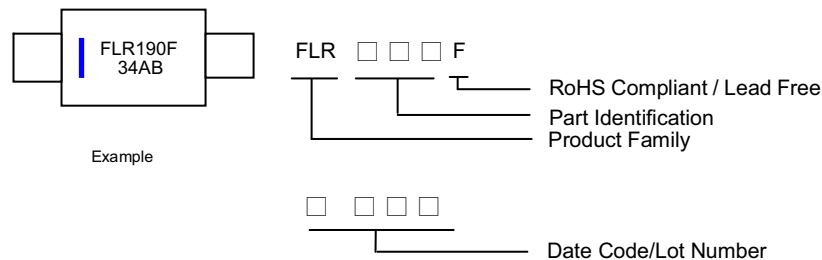 FLR190F
34AB
Example
FLR □ □ □ F
RoHS Compliant / Lead Free
Part Identification
Product Family
□ □ □ □
Date Code/Lot Number